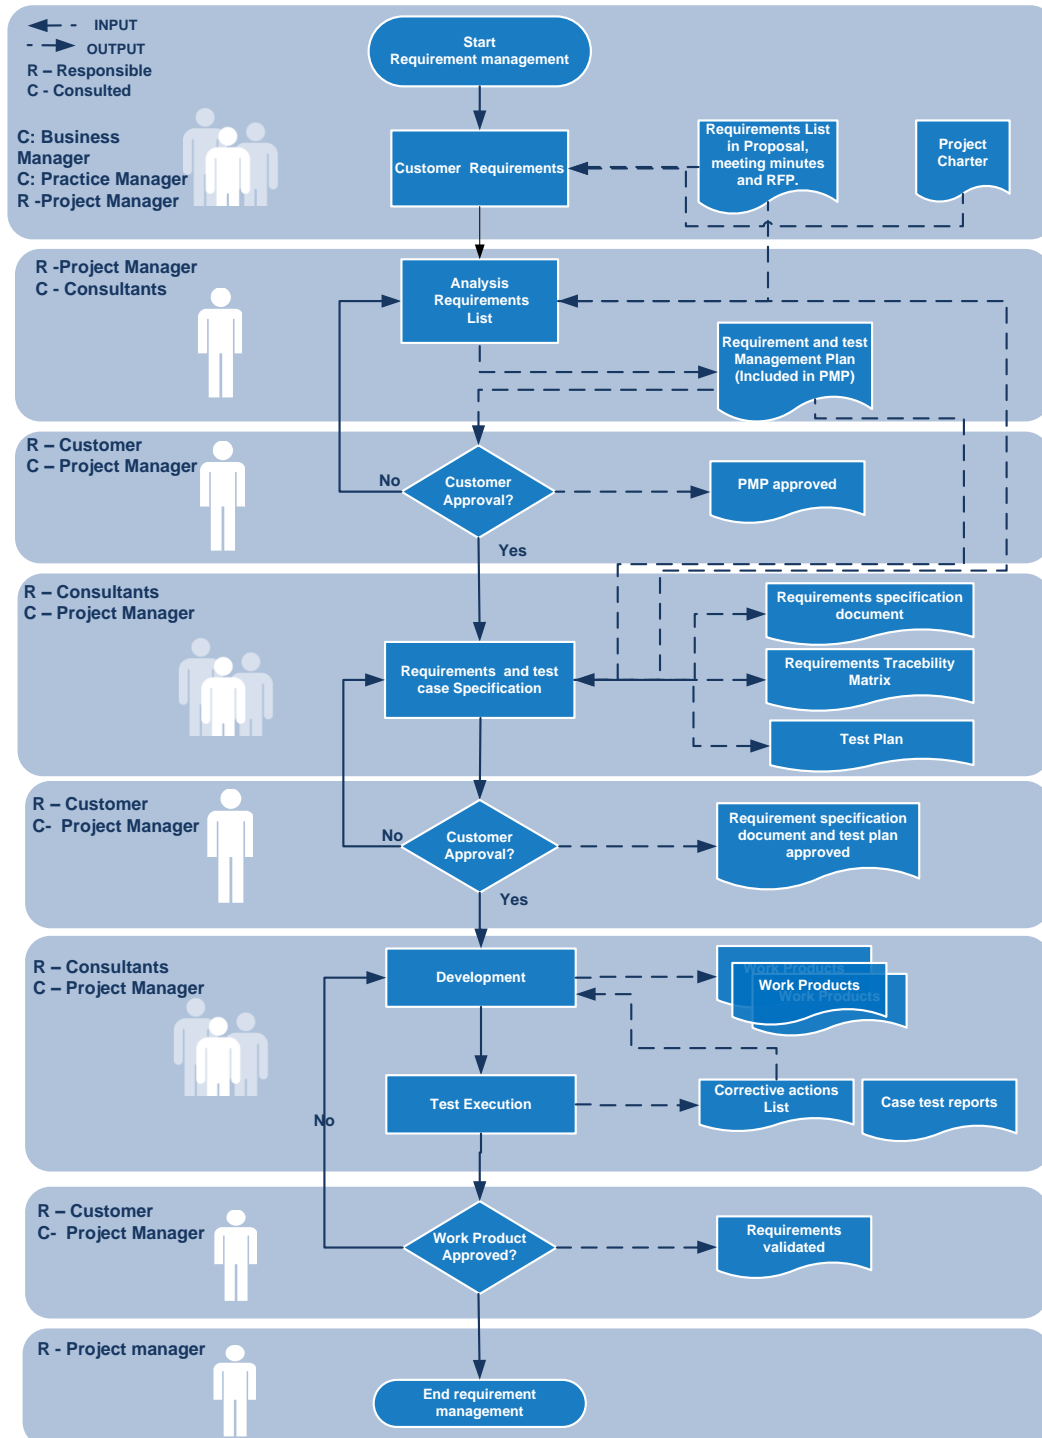 INPUT
OUTPUT
R – Responsible
C - Consulted
Start
Requirement management
C: Business
Manager
C: Practice Manager
R -Project Manager
Customer Requirements
Requirements List
in Proposal,
meeting minutes
and RFP.
Project
Charter
R -Project Manager
C - Consultants
Analysis
Requirements
List
Requirement and test
Management Plan
(Included in PMP)
R – Customer
C – Project Manager
No
Customer
Approval?
PMP approved
Yes
R – Consultants
C – Project Manager
Requirements and test
case Specification
Requirements specification
document
Requirements Tracebility
Matrix
Test Plan
R – Customer
C- Project Manager
No
Customer
Approval?
Requirement specification
document and test plan
approved
Yes
R – Consultants
C – Project Manager
Development
Work Products
Work Products
Work Products
Test Execution
Corrective actions
List
Case test reports
No
R – Customer
C- Project Manager
Work Product
Approved?
Requirements
validated
R - Project manager
End requirement
management